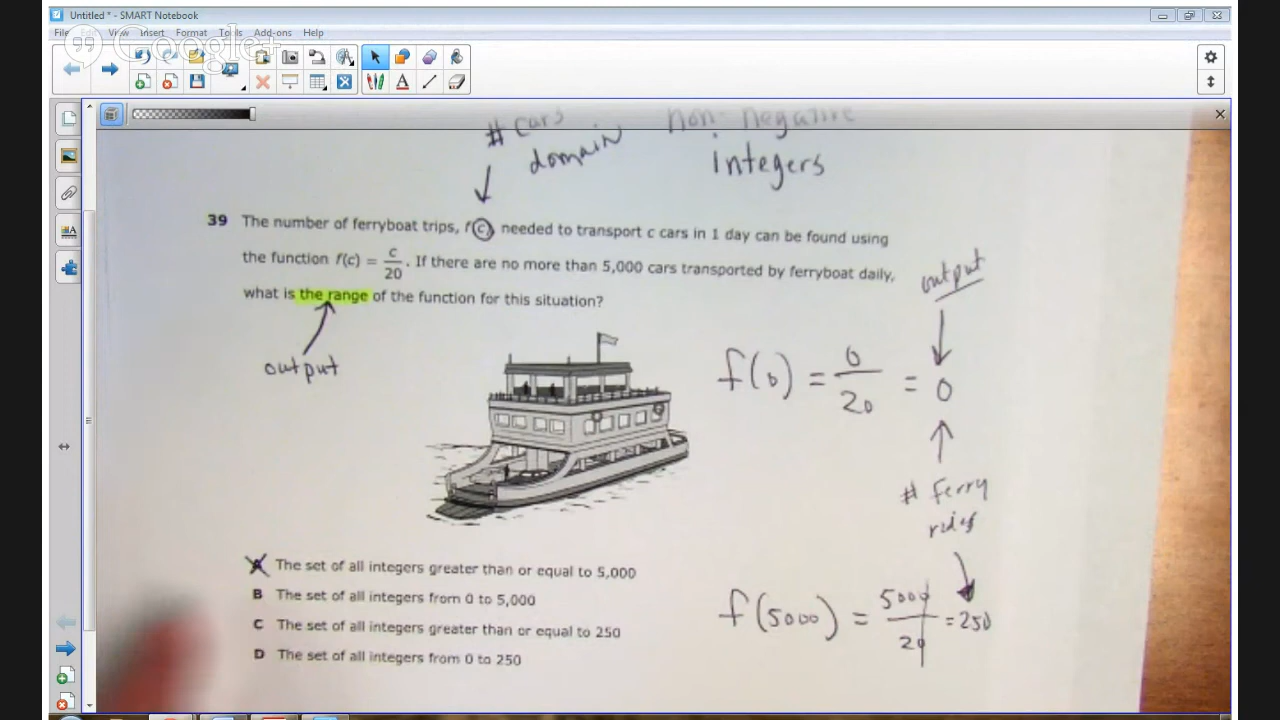 Untitled * - SMART Notebook
File Edit View Insert Format Tools Add-ons Help
Google+
# cars
domain
non-negative
integers
39 The number of ferryboat trips, f(c), needed to transport c cars in 1 day can be found using
the function f(c) = c/20. If there are no more than 5,000 cars transported by ferryboat daily,
what is the range of the function for this situation?
output
output
f(0) = 0/20 = 0
# Ferry
rides
A The set of all integers greater than or equal to 5,000
B The set of all integers from 0 to 5,000
C The set of all integers greater than or equal to 250
D The set of all integers from 0 to 250
f(5000) = 5000/20 = 250